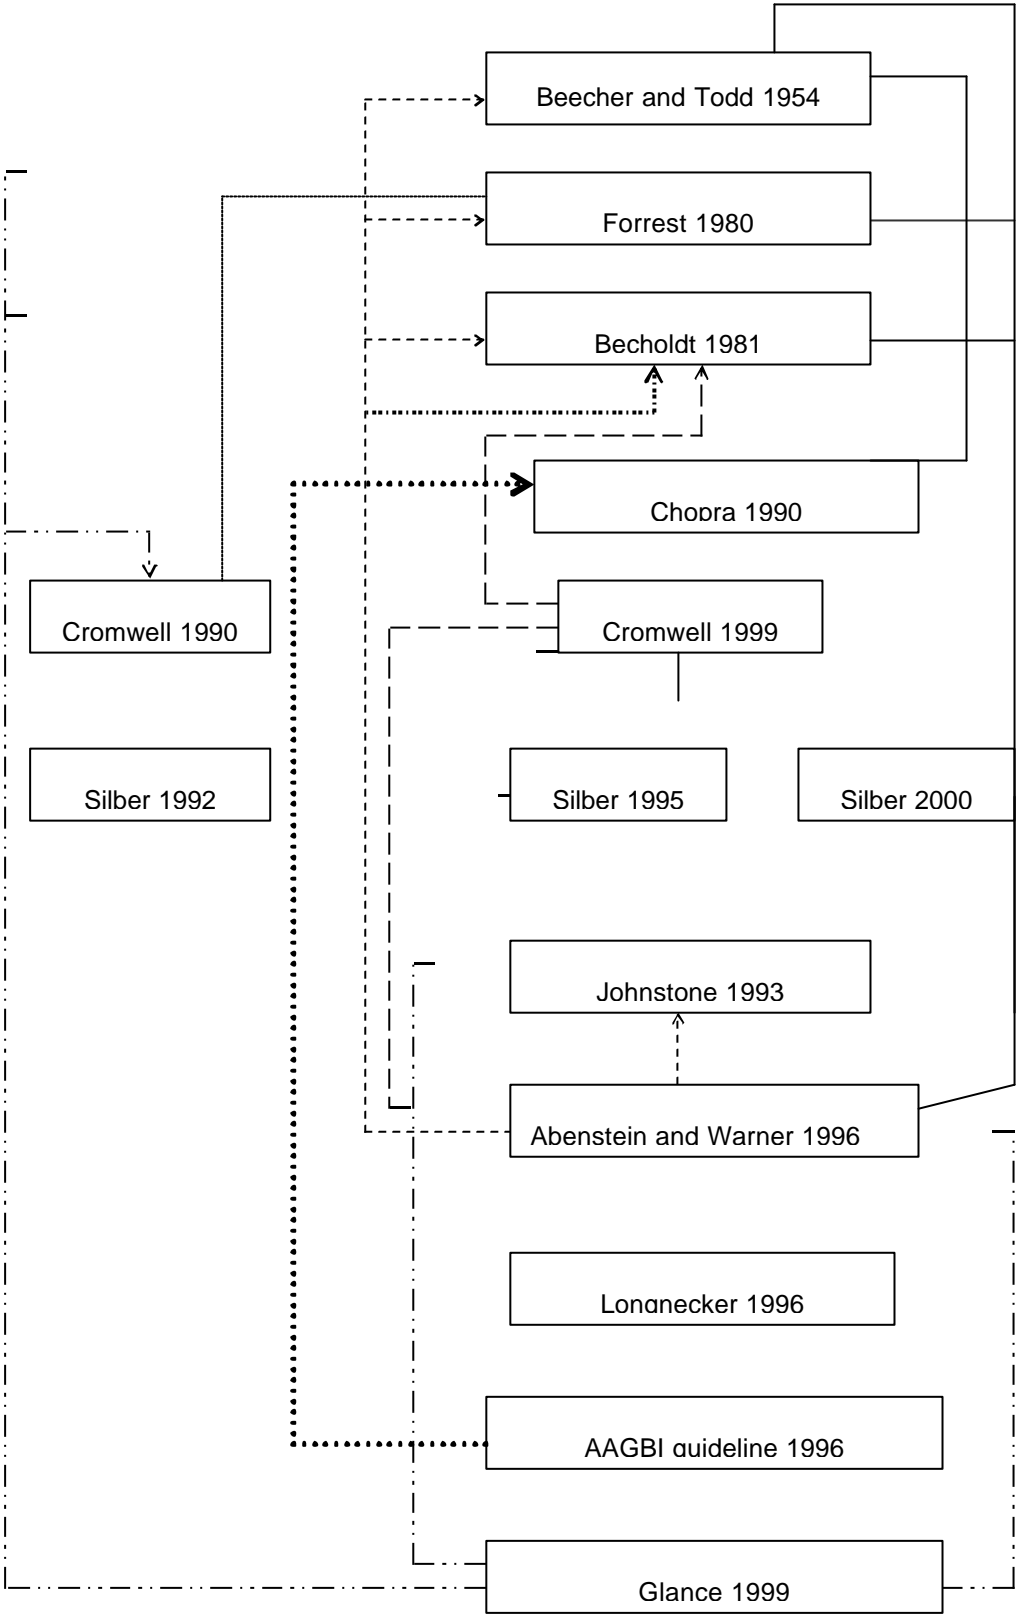 Beecher and Todd 1954
Forrest 1980
Becholdt 1981
Chopra 1990
Cromwell 1990
Cromwell 1999
Silber 1992
Silber 1995
Silber 2000
Johnstone 1993
Abenstein and Warner 1996
Longnecker 1996
AAGBI guideline 1996
Glance 1999